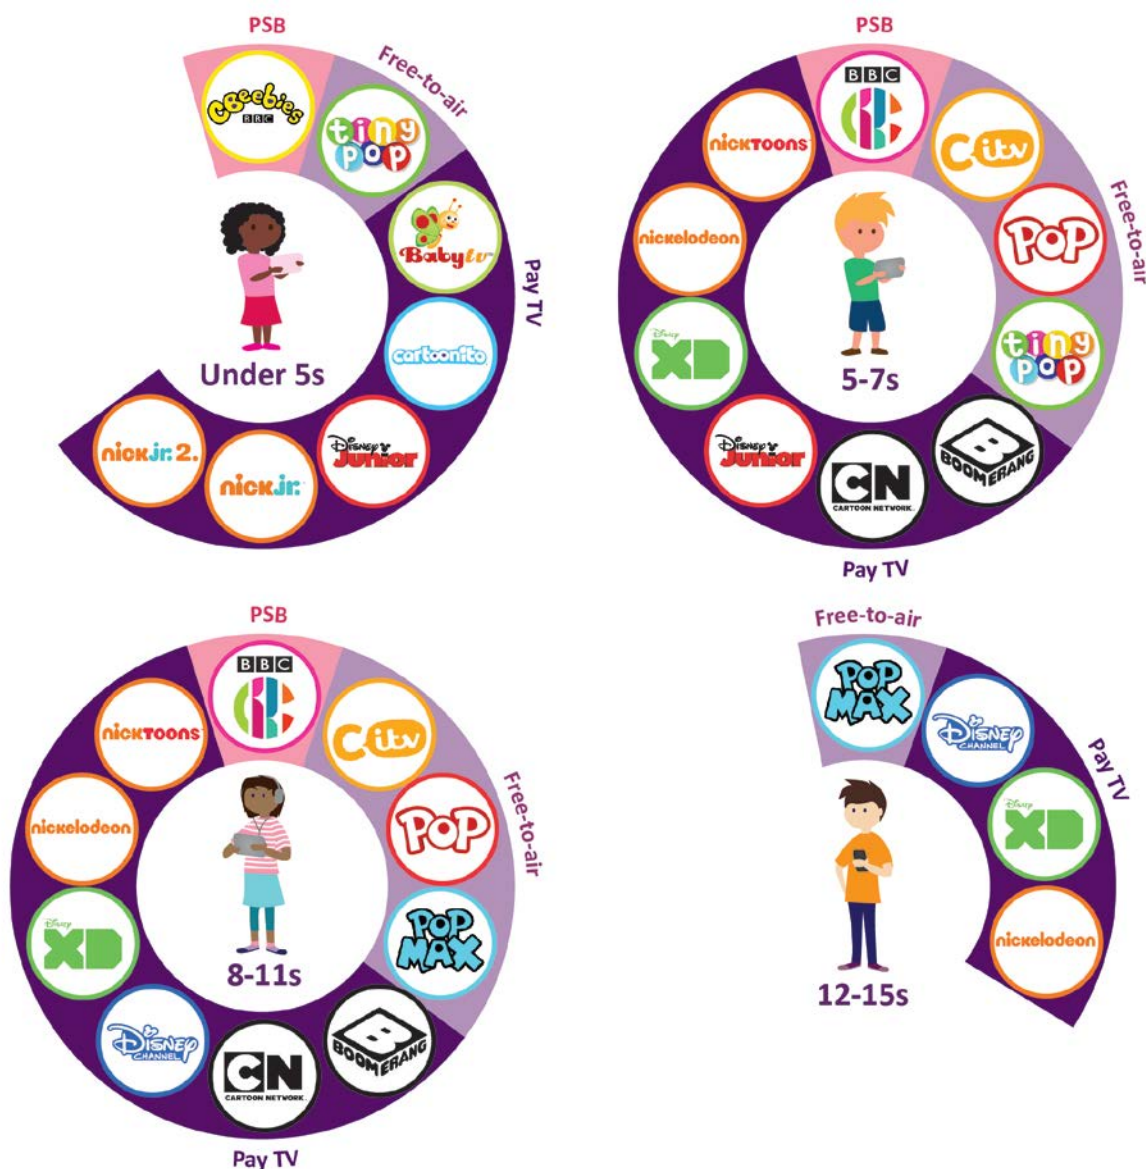 PSB
Free-to-air
CBeebies
BBC
tiny
pop
Baby tv
Pay TV
cartoonito
Disney
Junior
nick jr.
nick jr. 2.
Under 5s
PSB
BBC
CBBC
Free-to-air
Citv
POP
tiny
pop
BOOMERANG
CN
CARTOON NETWORK
Pay TV
Disney
Junior
Disney
XD
nickelodeon
nicktoons
5-7s
PSB
BBC
CBBC
Free-to-air
Citv
POP
POP
MAX
BOOMERANG
CN
CARTOON NETWORK
Pay TV
Disney
CHANNEL
Disney
XD
nickelodeon
nicktoons
8-11s
Free-to-air
POP
MAX
Pay TV
Disney
CHANNEL
Disney
XD
nickelodeon
12-15s